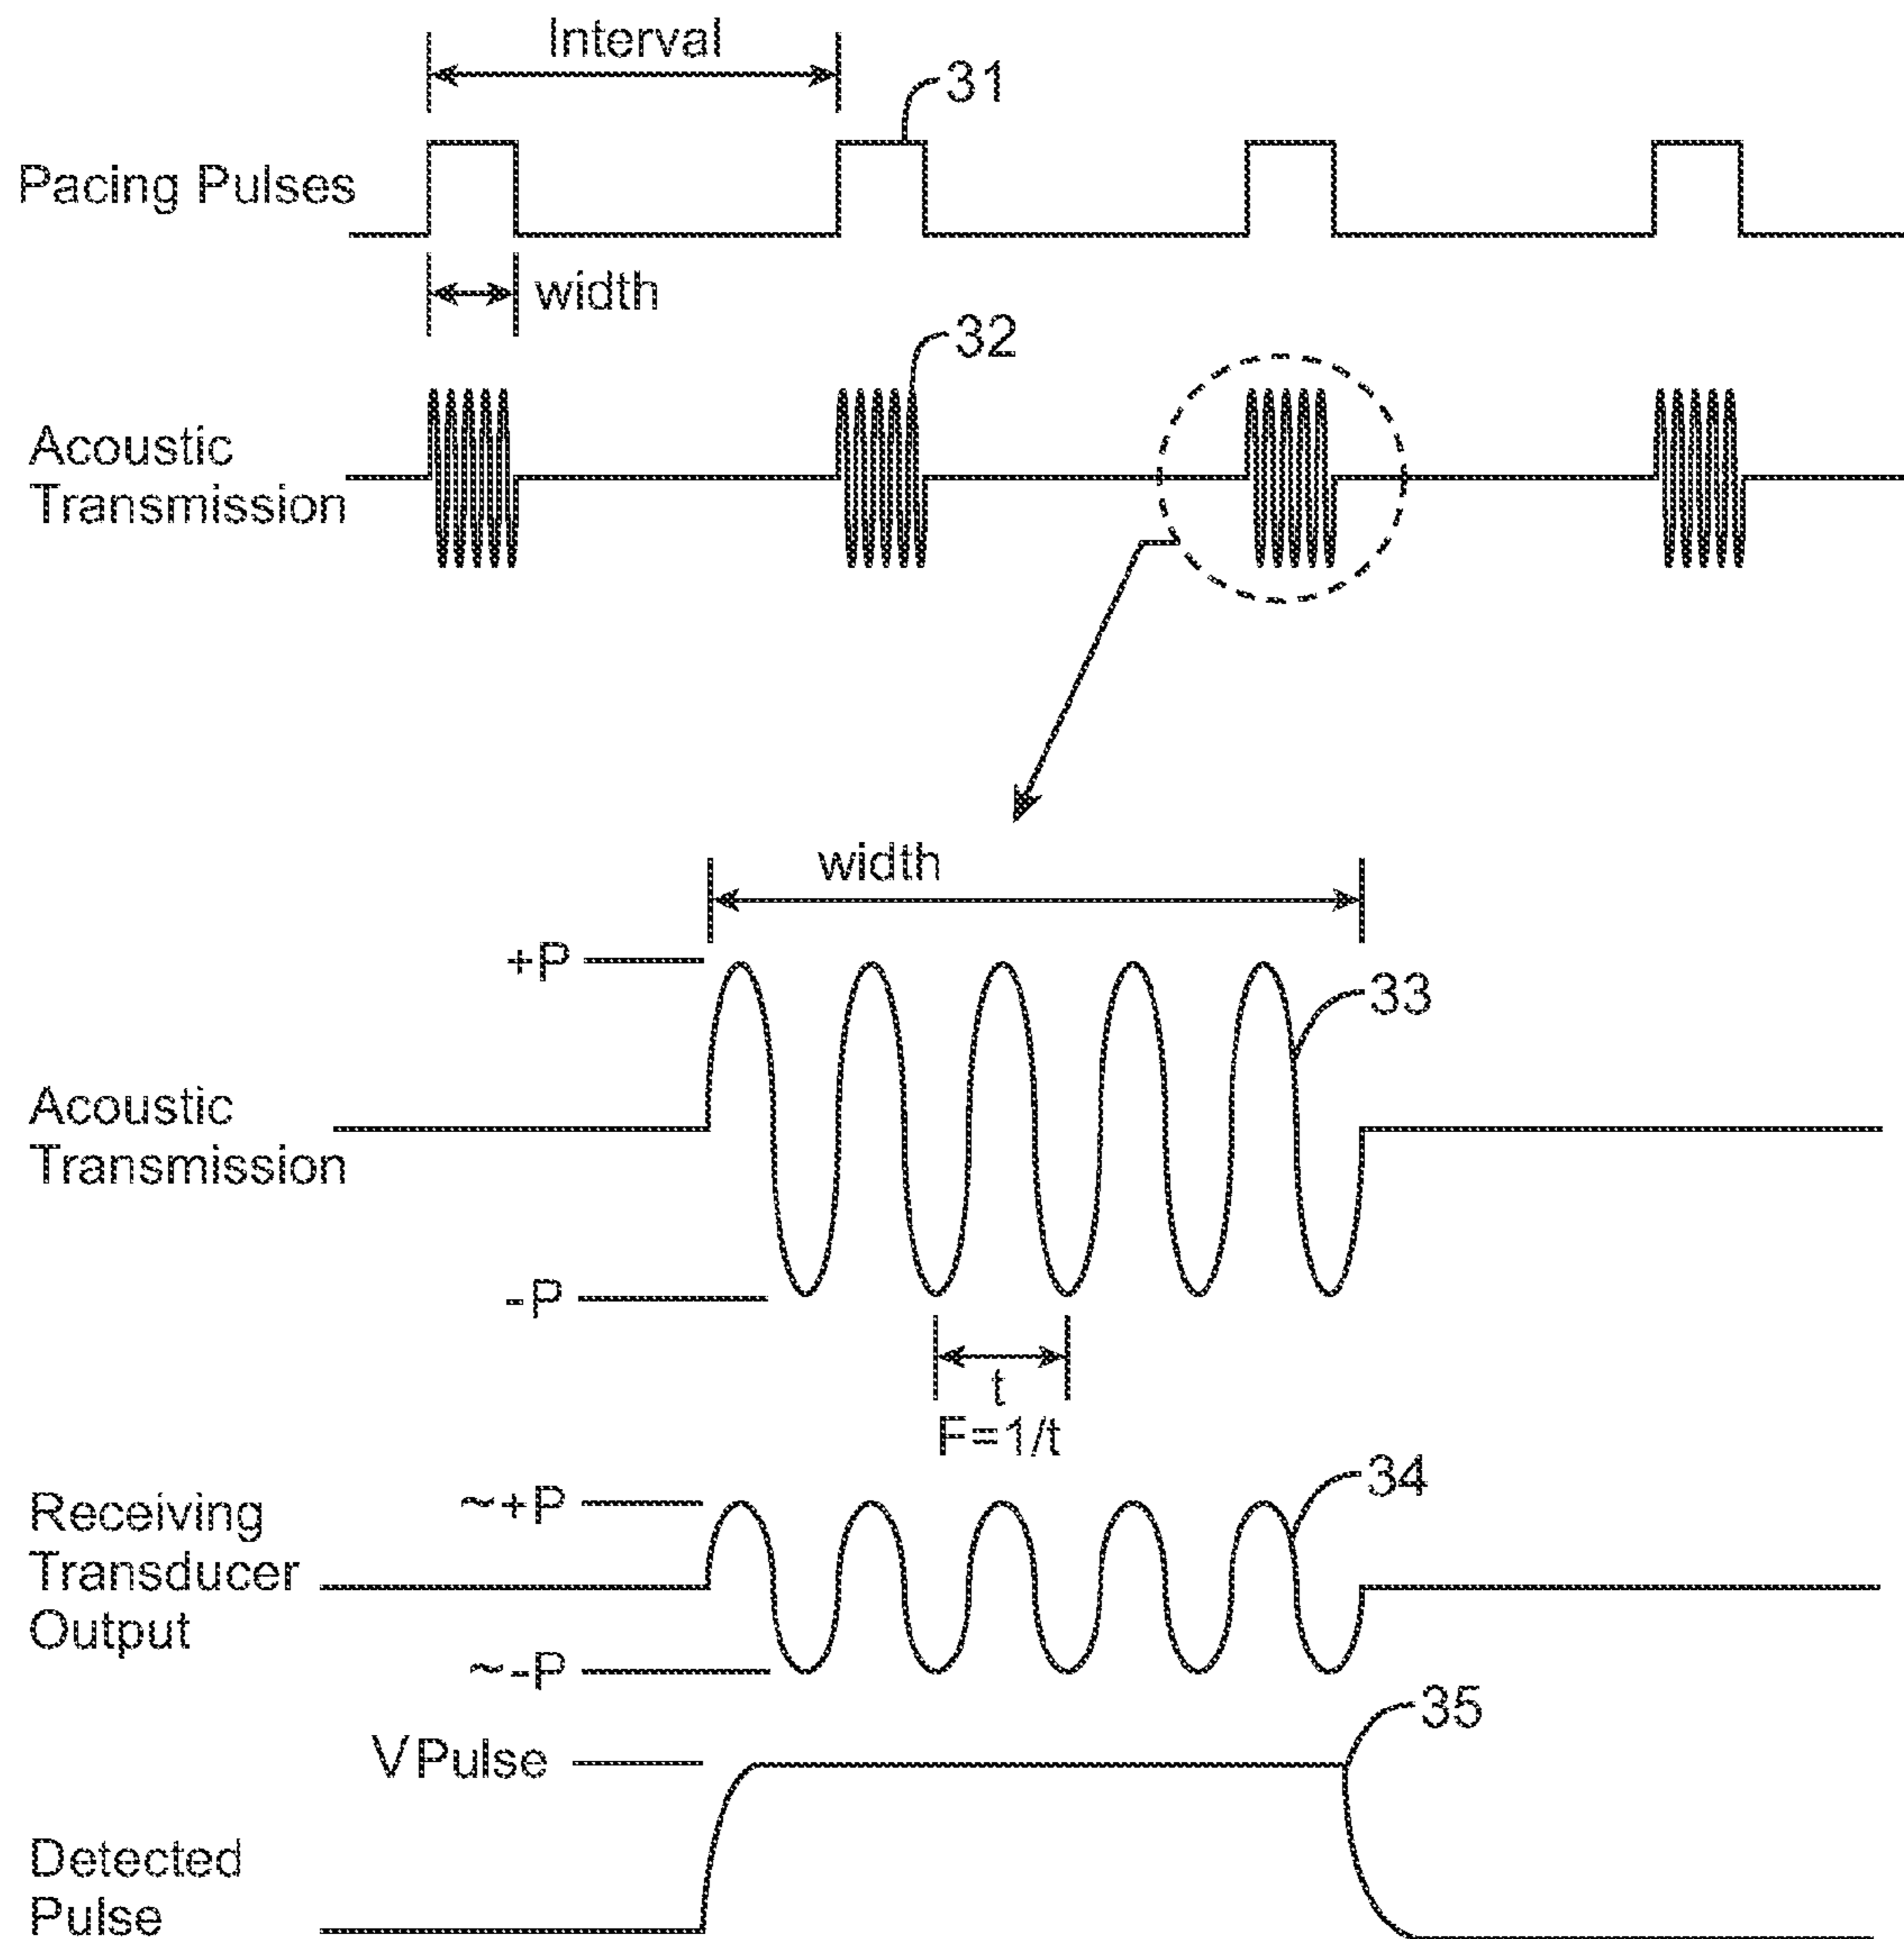 Interval
31
Pacing Pulses
width
32
Acoustic
Transmission
width
+P
33
Acoustic
Transmission
-P
t
F=1/t
34
~+P
Receiving
Transducer
Output
~-P
35
VPulse
Detected
Pulse